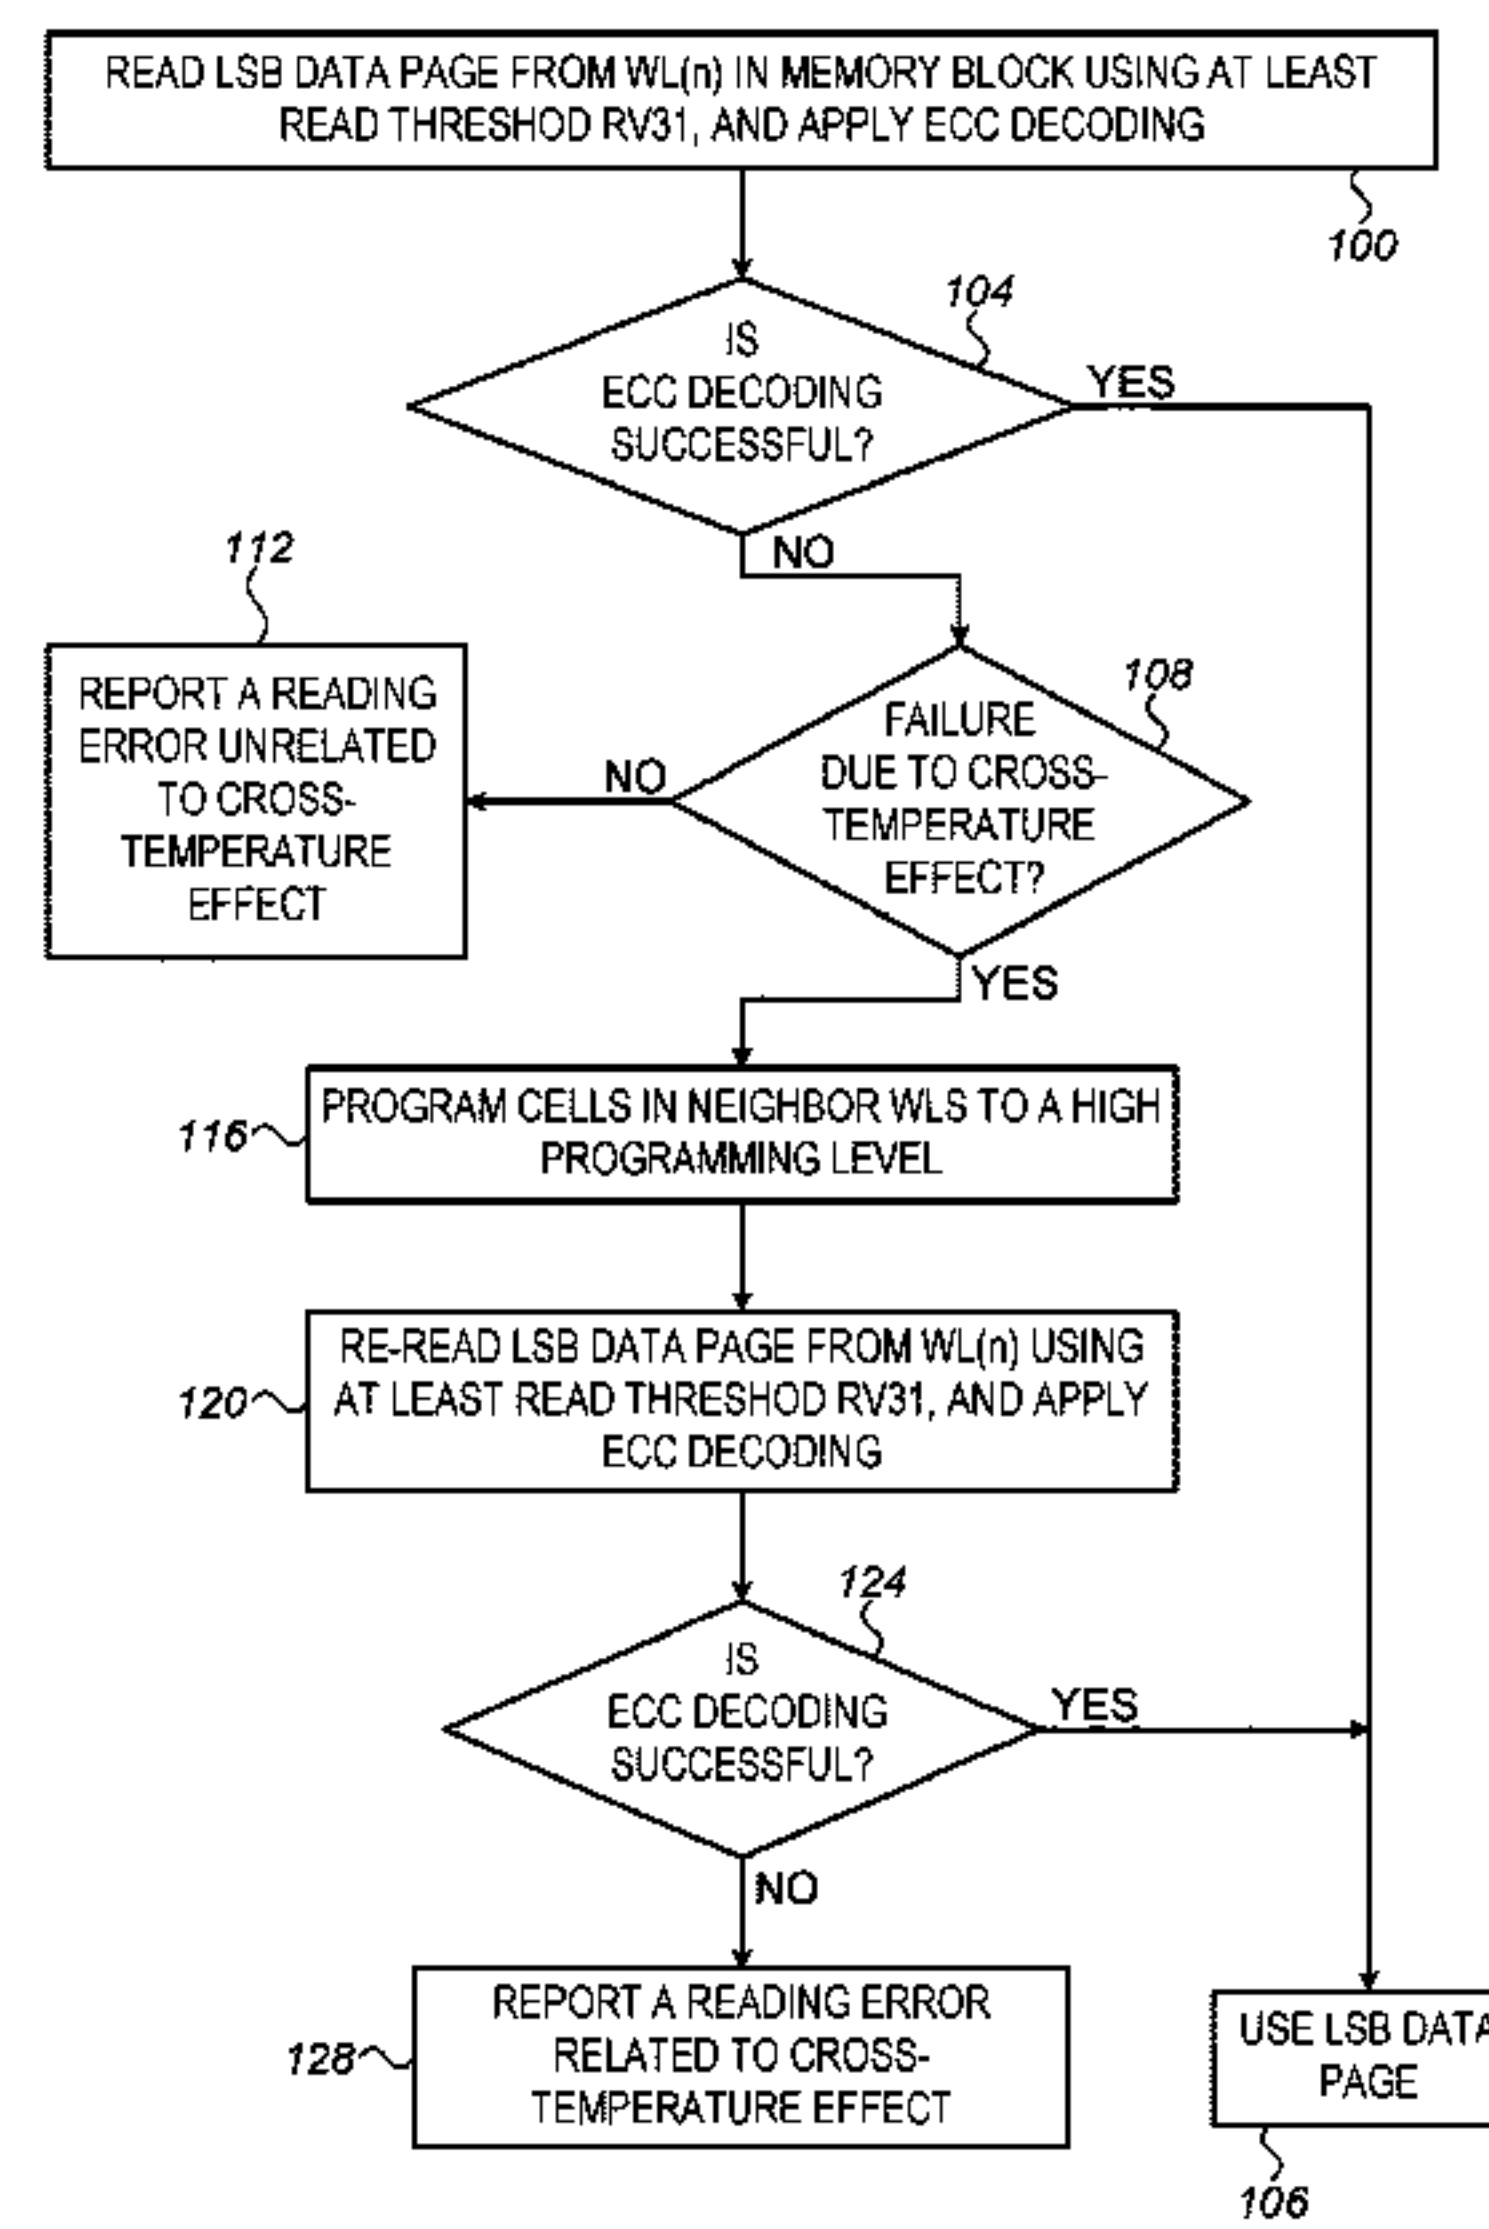 READ LSB DATA PAGE FROM WL(n) IN MEMORY BLOCK USING AT LEAST
READ THRESHOD RV31, AND APPLY ECC DECODING
100
104
IS
ECC DECODING
SUCCESSFUL?
YES
NO
112
REPORT A READING
ERROR UNRELATED
TO CROSS-
TEMPERATURE
EFFECT
108
FAILURE
DUE TO CROSS-
TEMPERATURE
EFFECT?
NO
YES
116
PROGRAM CELLS IN NEIGHBOR WLS TO A HIGH
PROGRAMMING LEVEL
120
RE-READ LSB DATA PAGE FROM WL(n) USING
AT LEAST READ THRESHOD RV31, AND APPLY
ECC DECODING
124
IS
ECC DECODING
SUCCESSFUL?
YES
NO
128
REPORT A READING ERROR
RELATED TO CROSS-
TEMPERATURE EFFECT
USE LSB DATA
PAGE
106